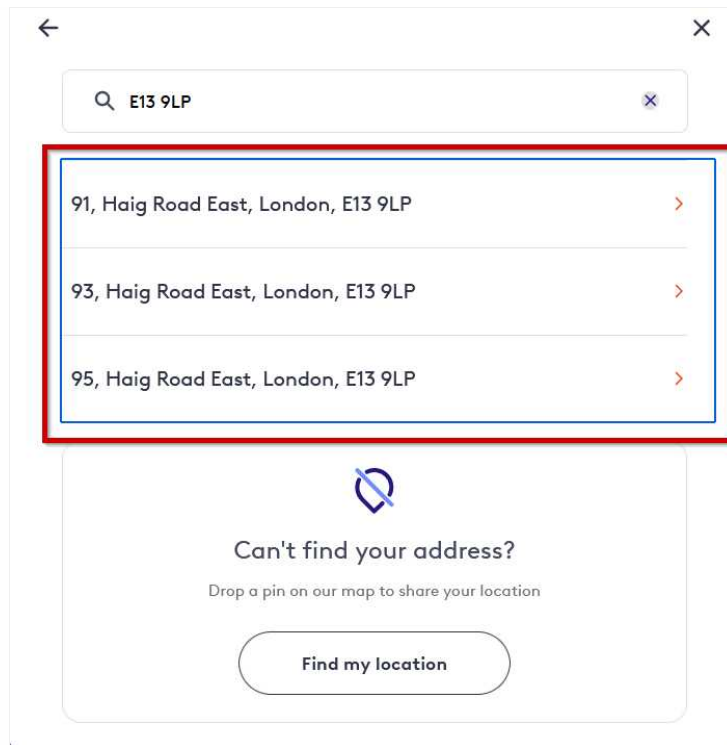 E13 9LP
91, Haig Road East, London, E13 9LP
93, Haig Road East, London, E13 9LP
95, Haig Road East, London, E13 9LP
Can't find your address?
Drop a pin on our map to share your location
Find my location